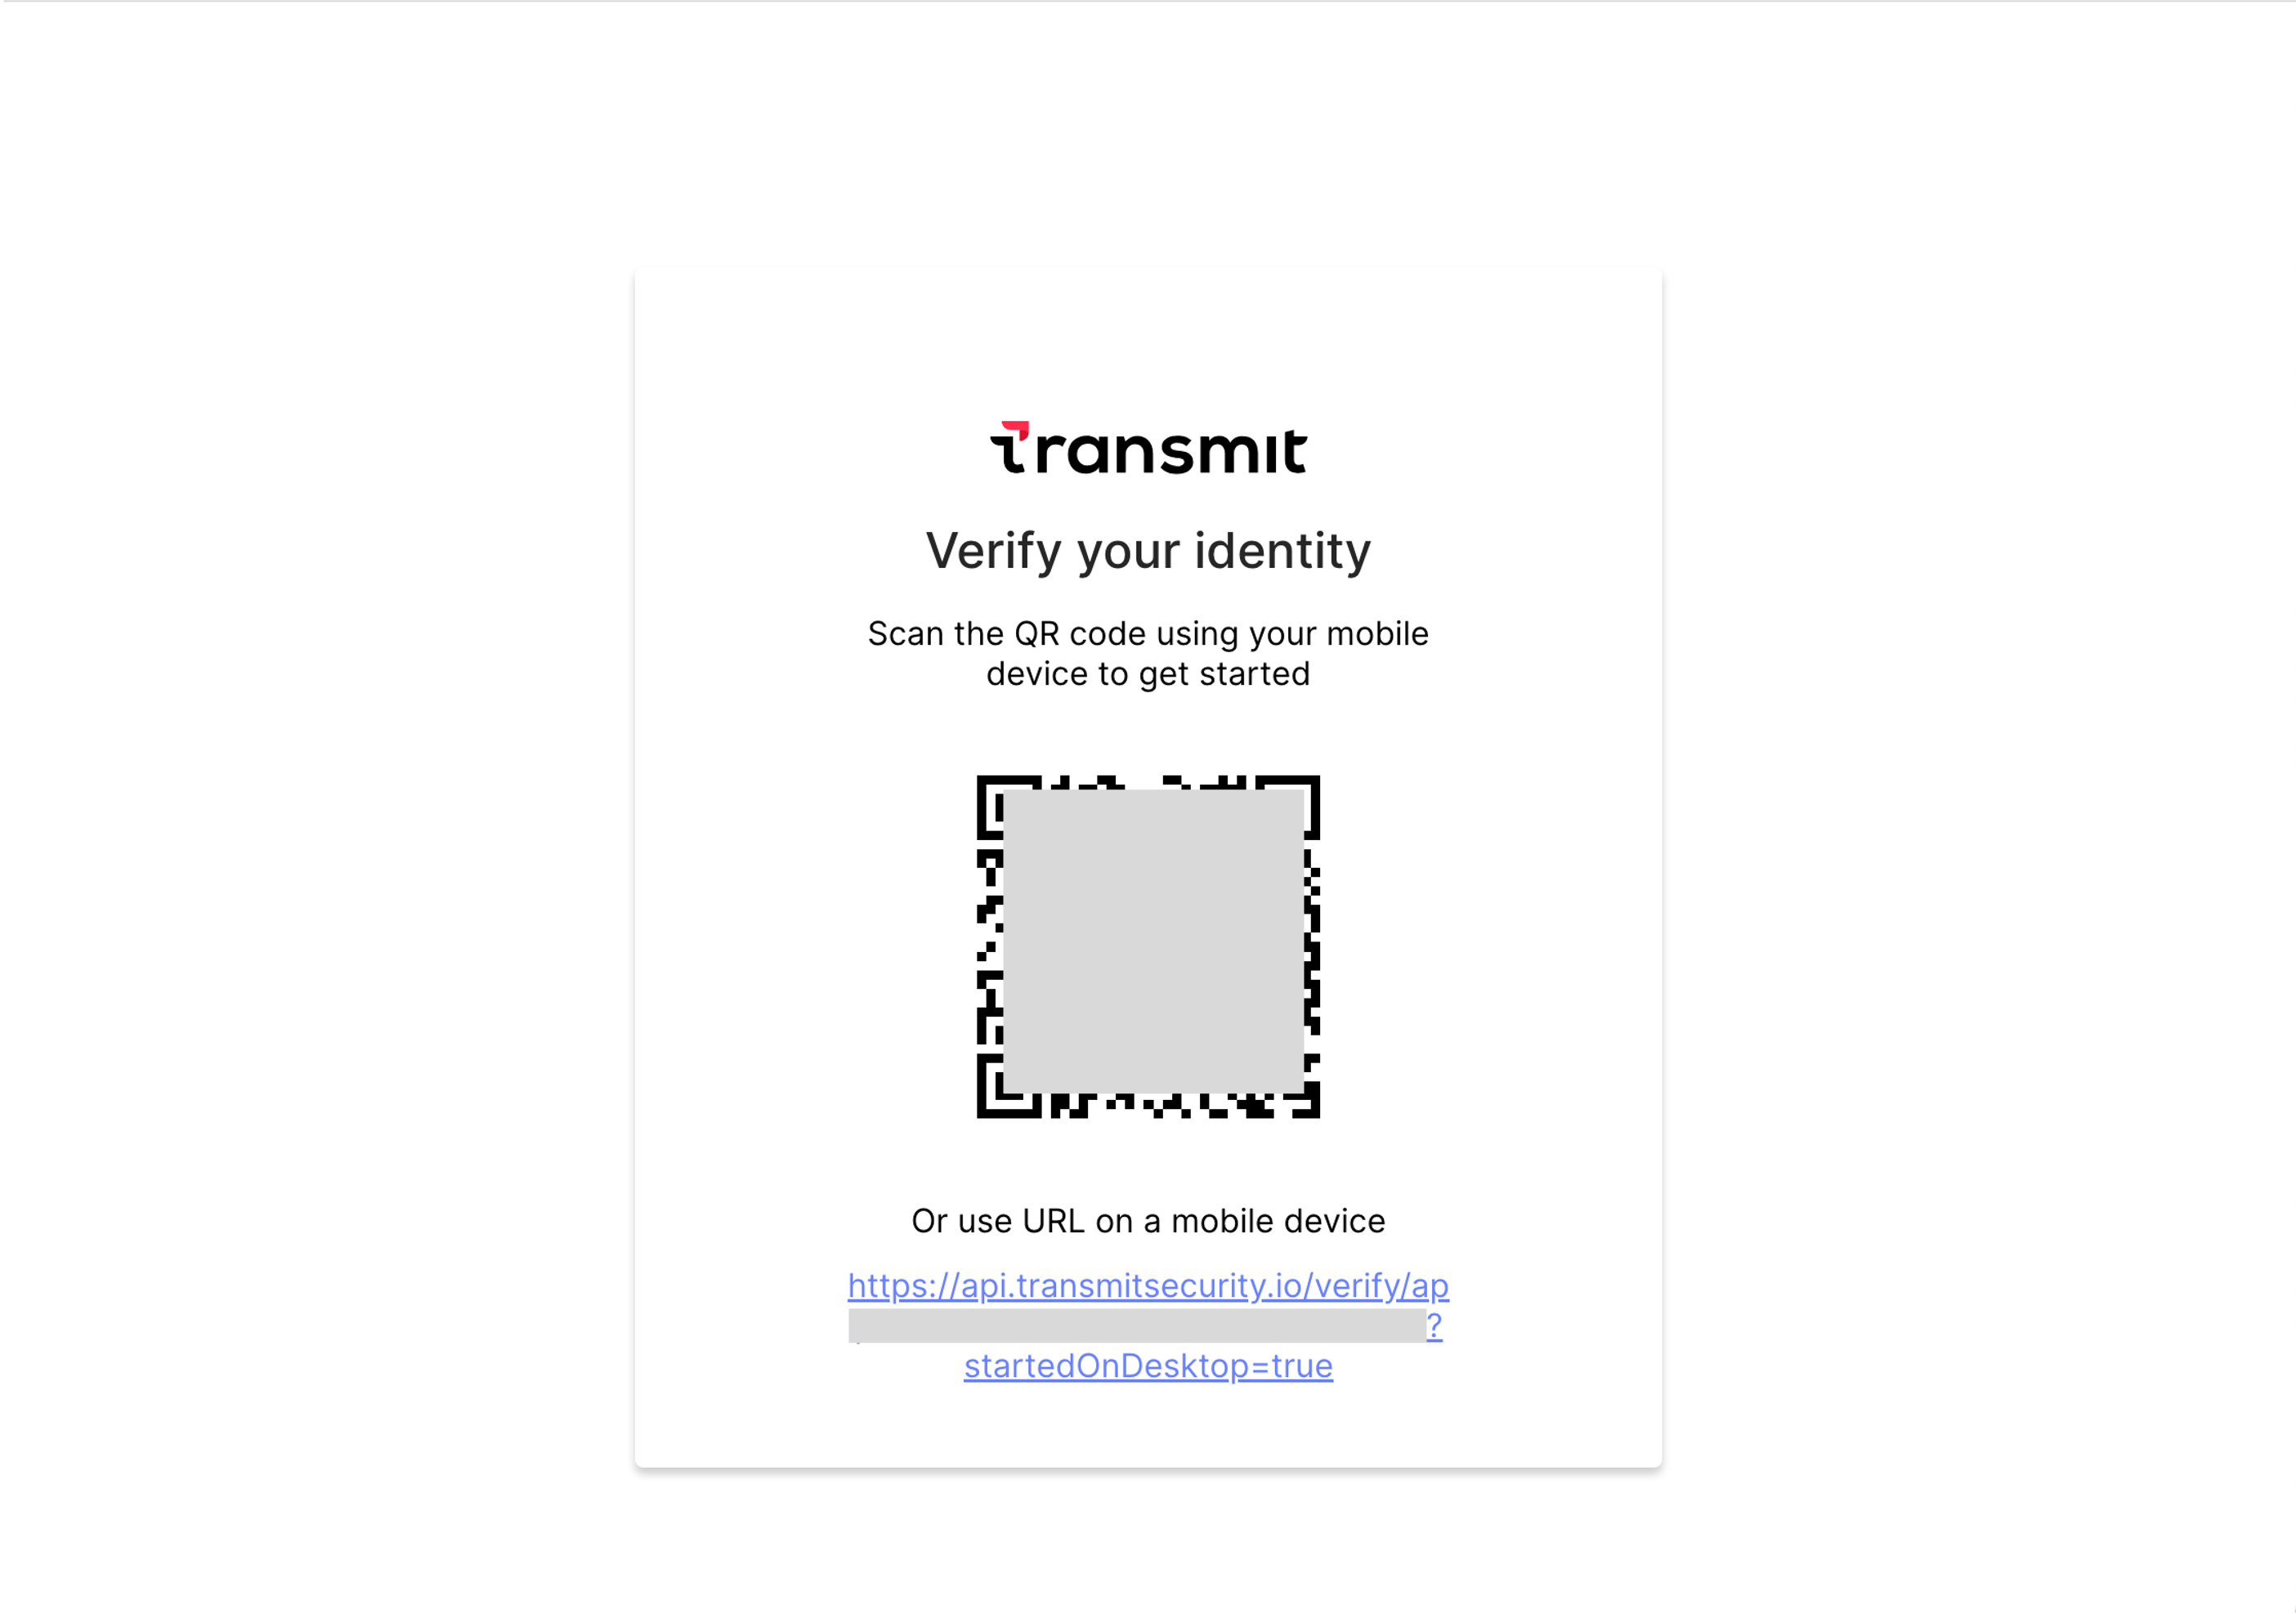 transmit
Verify your identity
Scan the QR code using your mobile
device to get started
Or use URL on a mobile device
https://api.transmitsecurity.io/verify/ap
?
startedOnDesktop=true